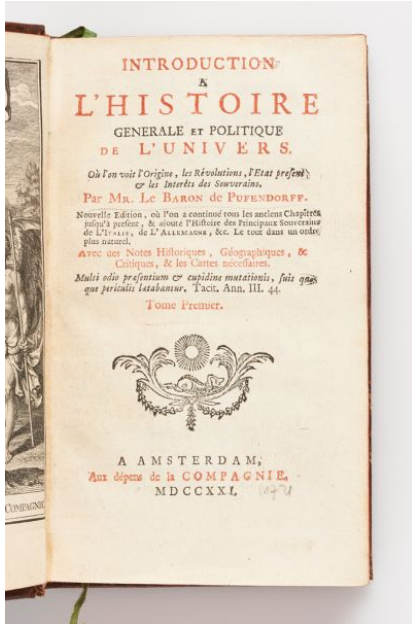 INTRODUCTION
A
L'HISTOIRE
GENERALE ET POLITIQUE
DE L'UNIVERS.
Où l'on voit l'Origine, les Révolutions, l'Etat present,
& les Interêts des Souverains.
Par Mr. Le Baron de Pufendorff.
Nouvelle Edition, où l'on a continué tous les anciens Chapitres
jusqu'à present, & ajouté l'Histoire des Principaux Souverains
de L'Italie, de L'Allemagne, &c. Le tout dans un ordre
plus naturel.
Avec des Notes Historiques, Géographiques, &
Critiques, & les Cartes nécessaires.
Multi odio præsentium & cupidine mutationis, suis quo-
que periculis lætabantur. Tacit. Ann. III. 44.
Tome Premier.
A AMSTERDAM,
Aux dépens de la COMPAGNIE.
MDCCXXI.
COMPAGNIE